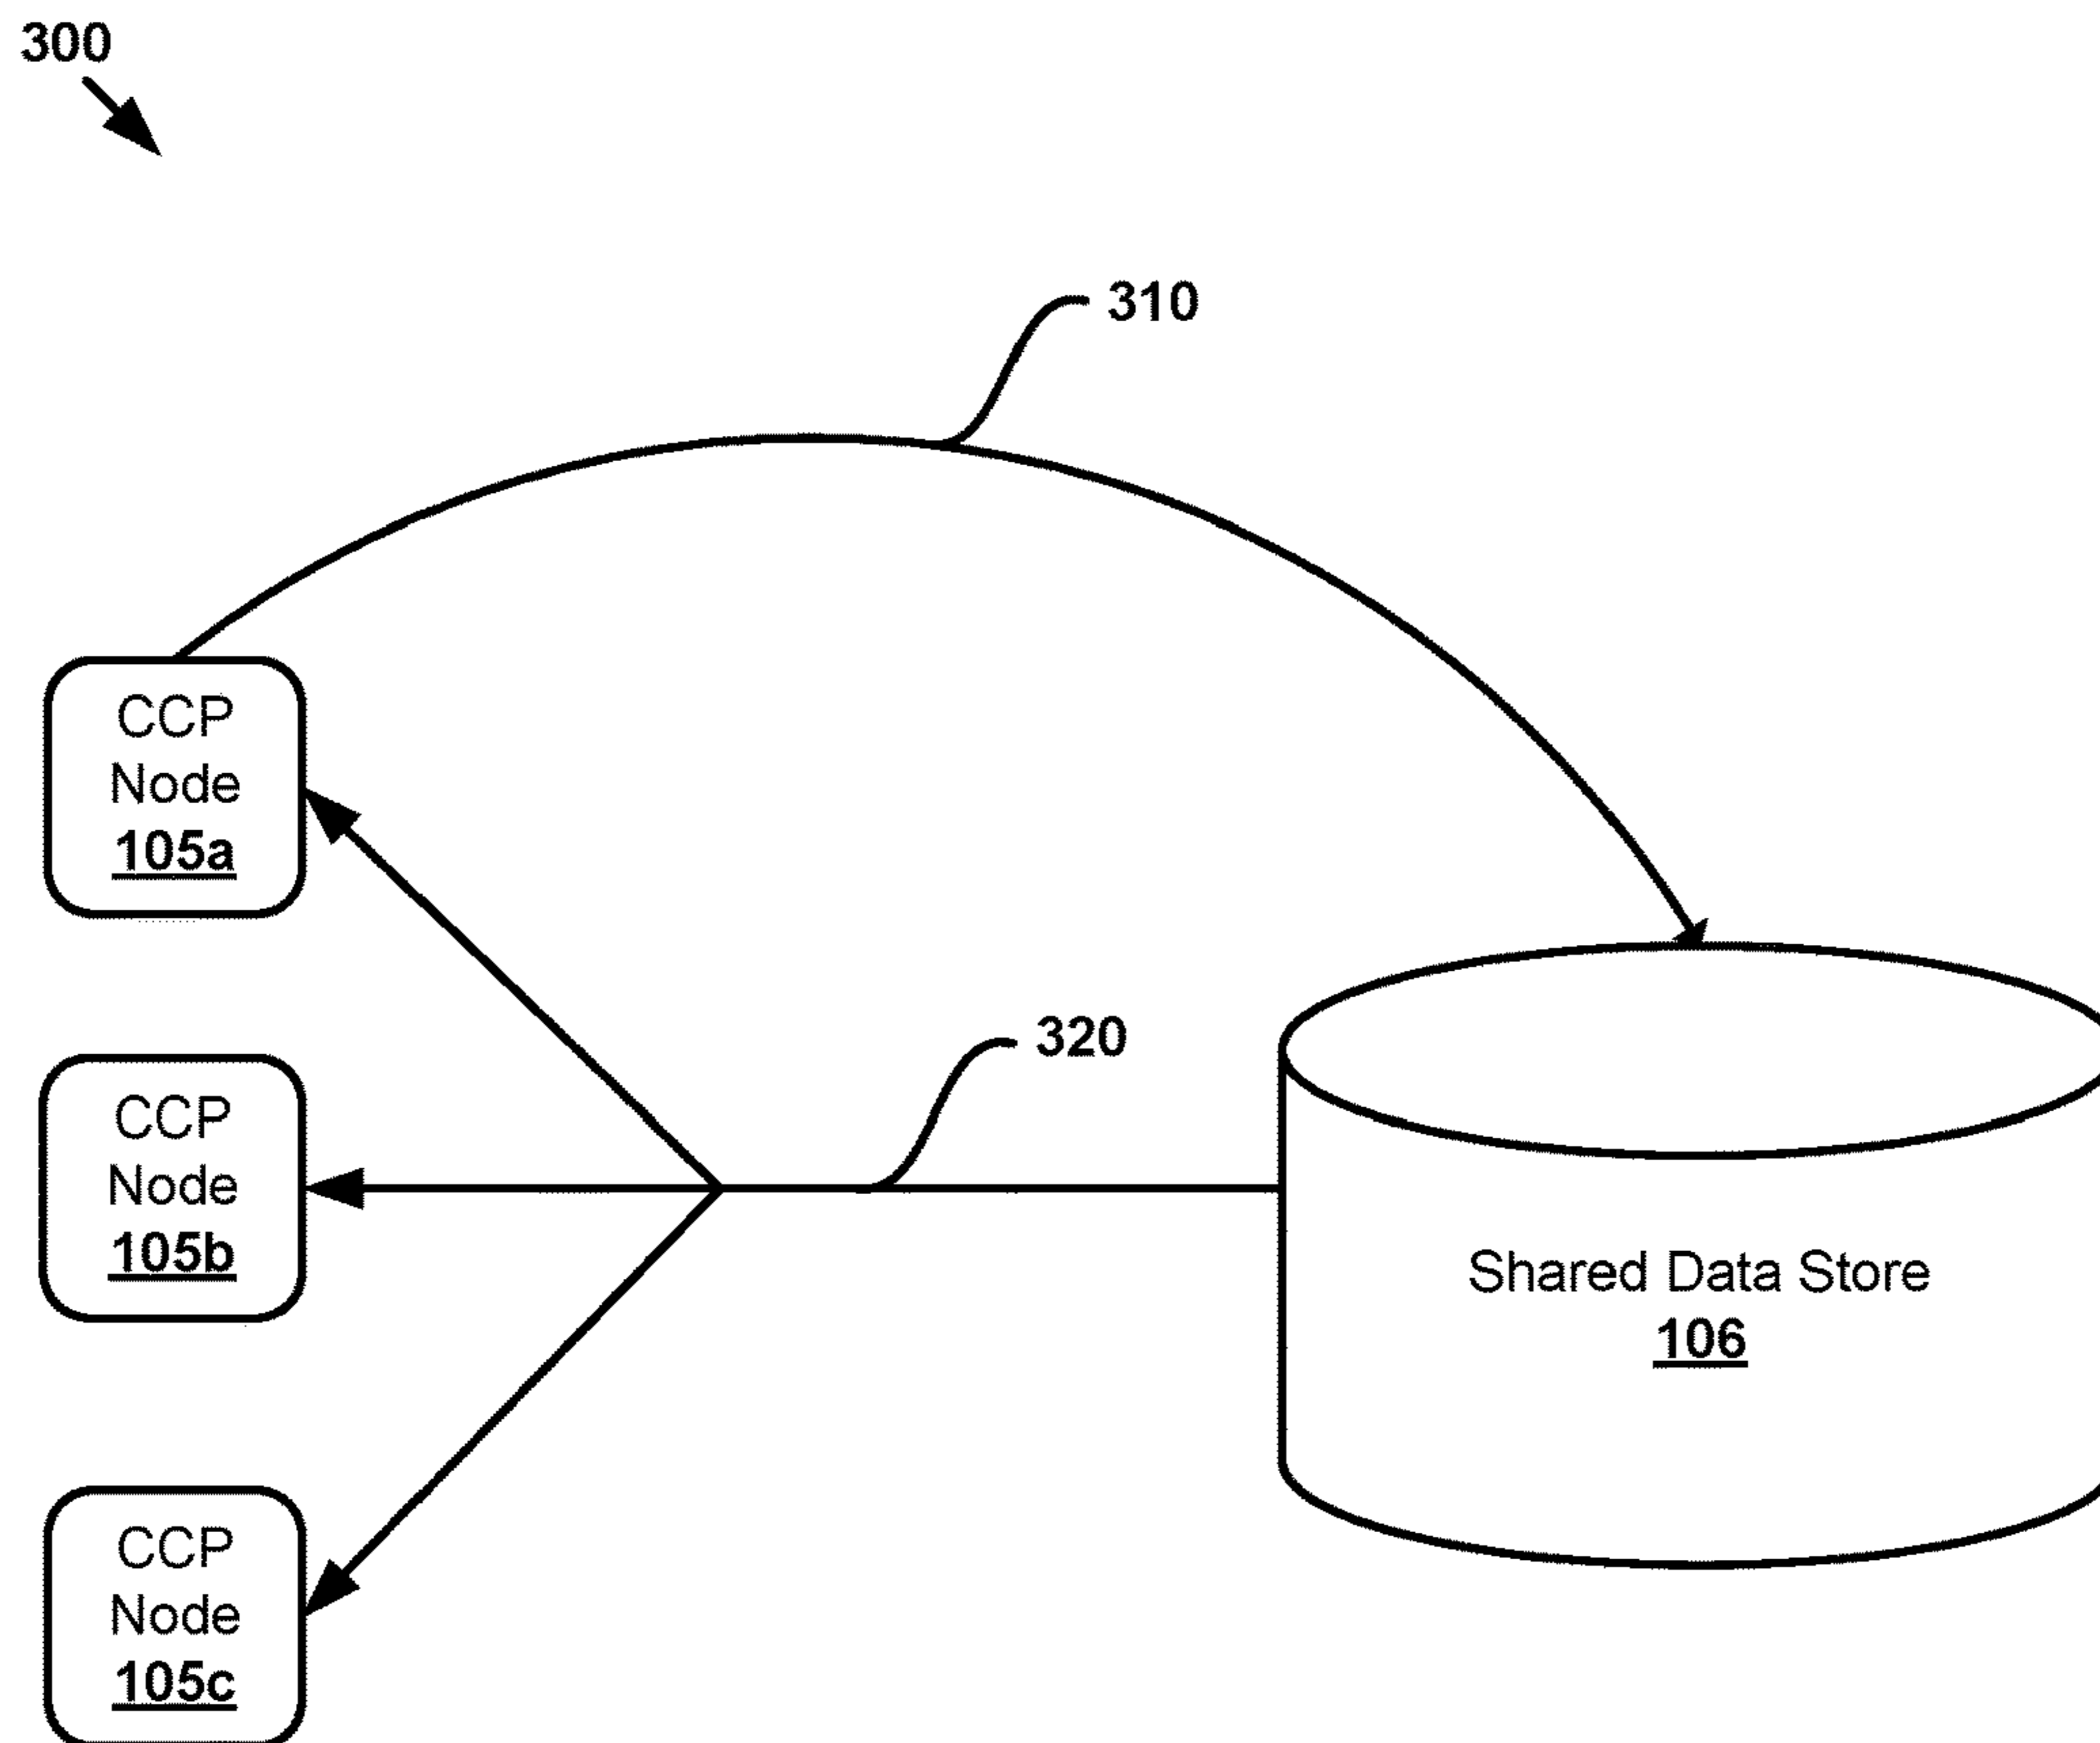 300
310
CCP
Node
105a
320
CCP
Node
105b
Shared Data Store
106
CCP
Node
105c